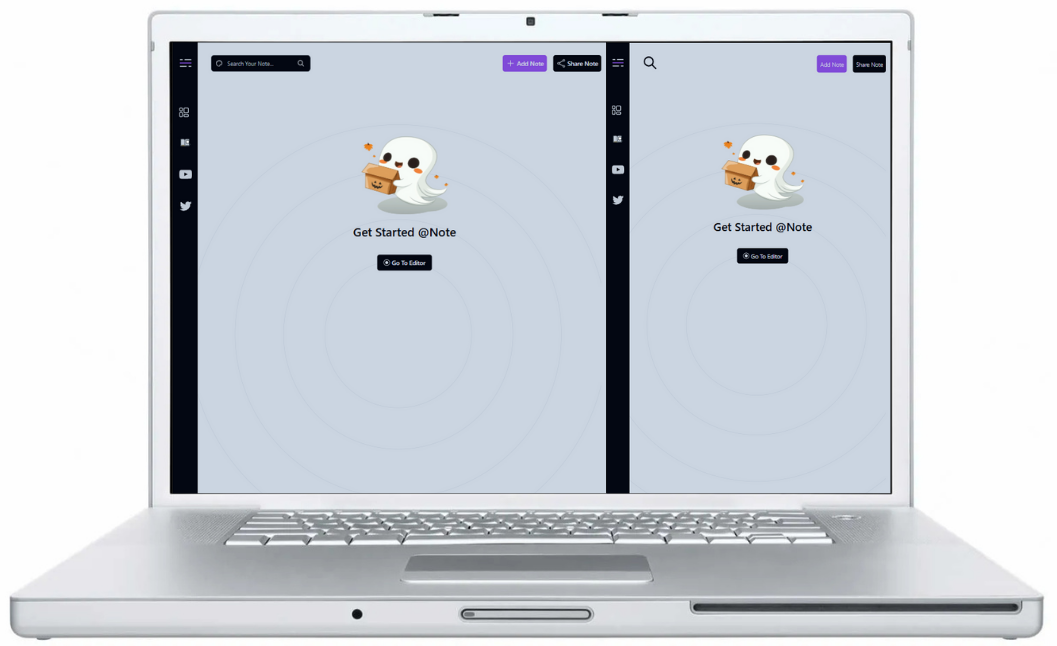 Search Your Note...
Add Note
Share Note
Get Started @Note
Go To Editor
Add Note
Share Note
Get Started @Note
Go To Editor